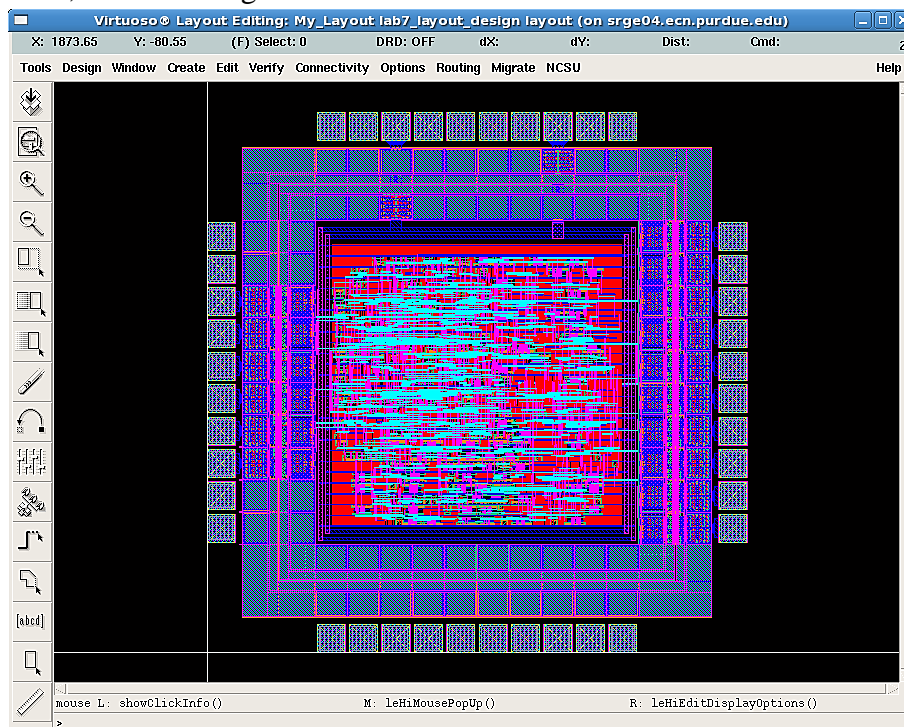 Virtuoso® Layout Editing: My_Layout lab7_layout_design layout (on srge04.ecn.purdue.edu)
X: 1873.65 Y: -80.55 (F) Select: 0 DRD: OFF dX: dY: Dist: Cmd: 2
Tools Design Window Create Edit Verify Connectivity Options Routing Migrate NCSU Help
[abcd]
mouse L: showClickInfo() M: leHiMousePopUp() R: leHiEditDisplayOptions()
>